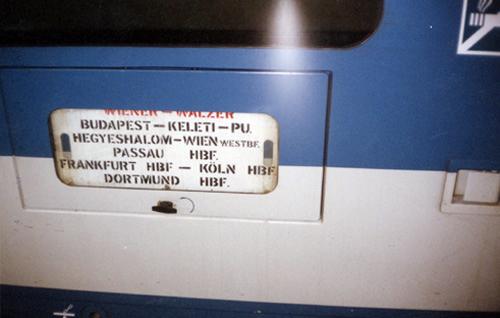 WIENER – WALZER
BUDAPEST – KELETI – PU.
HEGYESHALOM – WIEN WESTBF.
PASSAU HBF.
FRANKFURT HBF – KÖLN HBF
DORTMUND HBF.